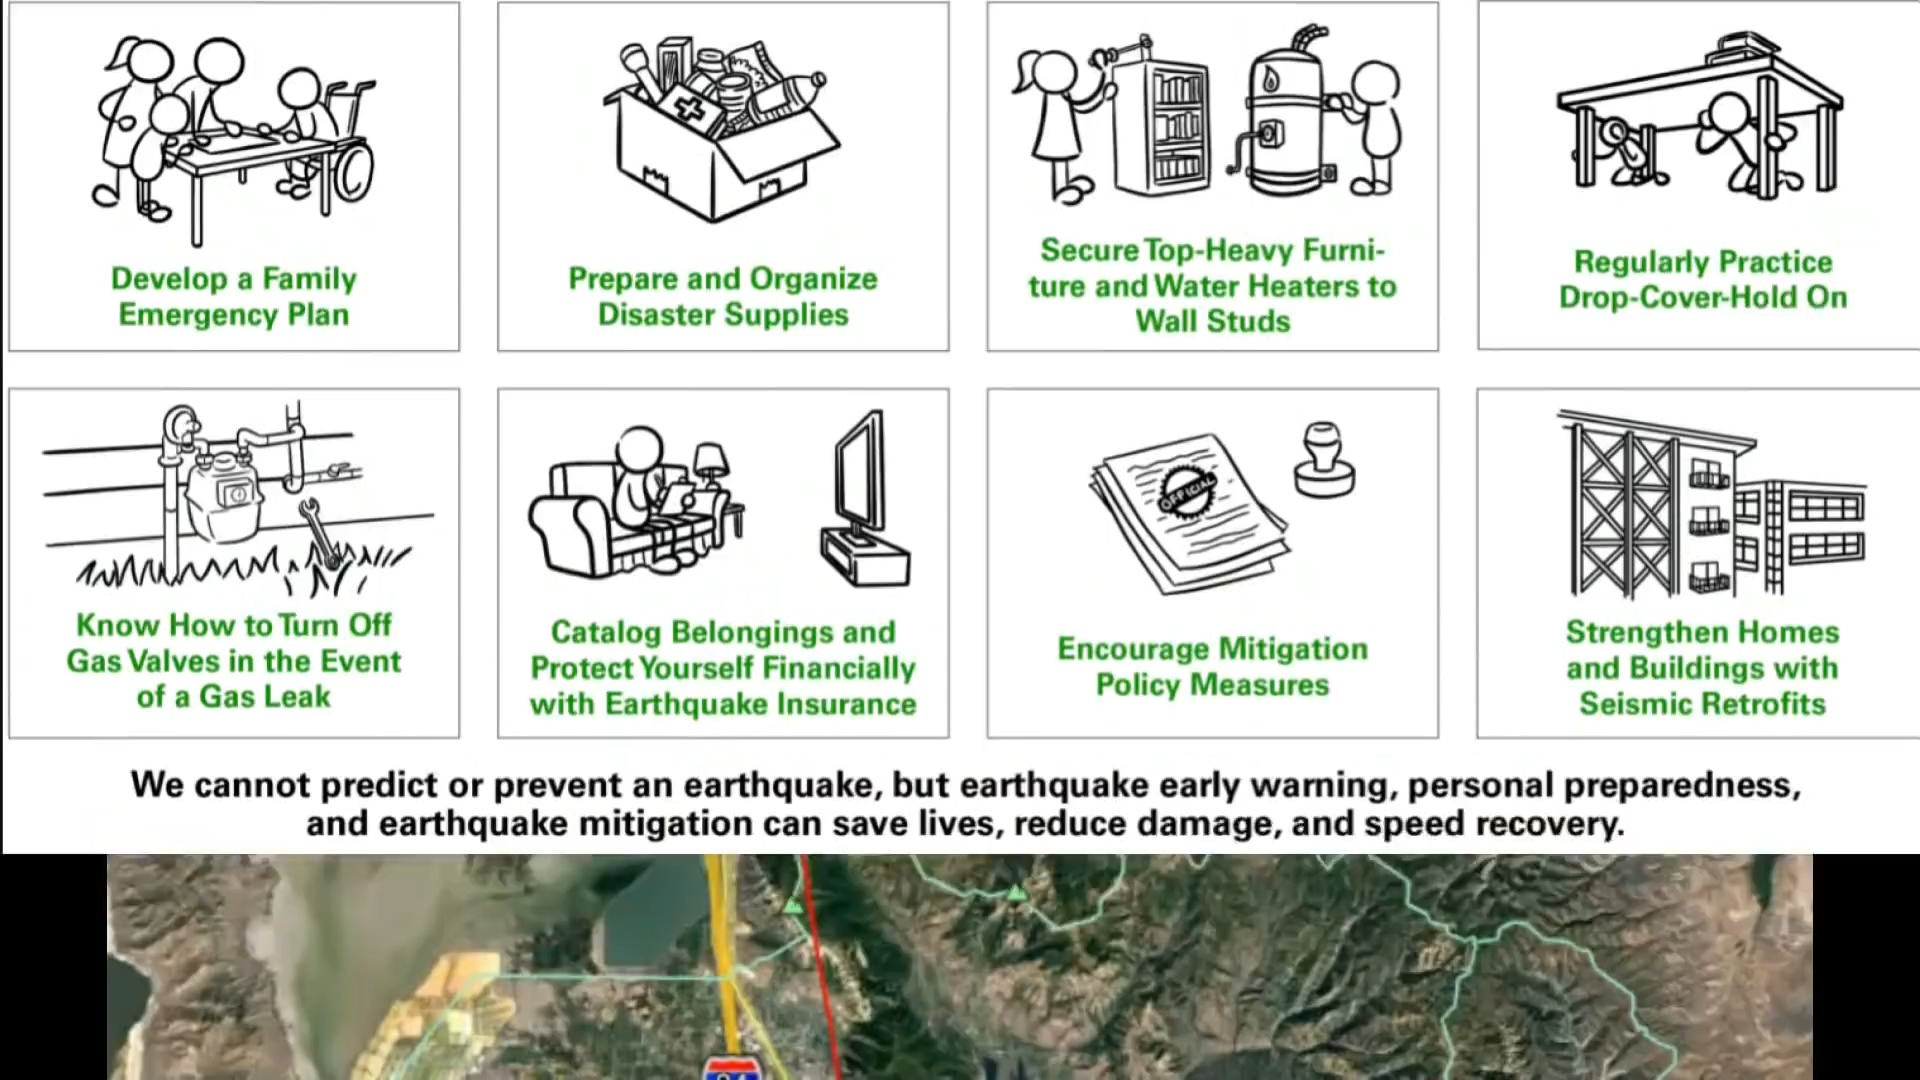 Develop a Family
Emergency Plan
Prepare and Organize
Disaster Supplies
Secure Top-Heavy Furni-
ture and Water Heaters to
Wall Studs
Regularly Practice
Drop-Cover-Hold On
OFFICIAL
Know How to Turn Off
Gas Valves in the Event
of a Gas Leak
Catalog Belongings and
Protect Yourself Financially
with Earthquake Insurance
Encourage Mitigation
Policy Measures
Strengthen Homes
and Buildings with
Seismic Retrofits
We cannot predict or prevent an earthquake, but earthquake early warning, personal preparedness,
and earthquake mitigation can save lives, reduce damage, and speed recovery.